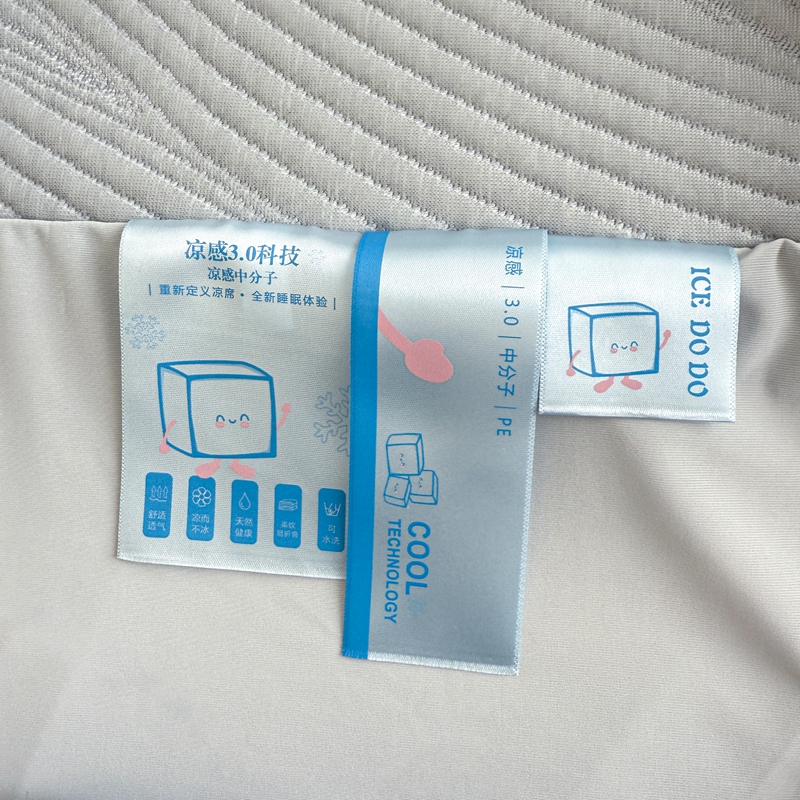 凉感3.0科技
凉感中分子
| 重新定义凉席·全新睡眠体验 |
舒适
透气
凉而
不冰
天然
健康
柔软
易折叠
可
水洗
凉感 | 3.0 | 中分子 | PE
COOL
TECHNOLOGY
ICE DO DO